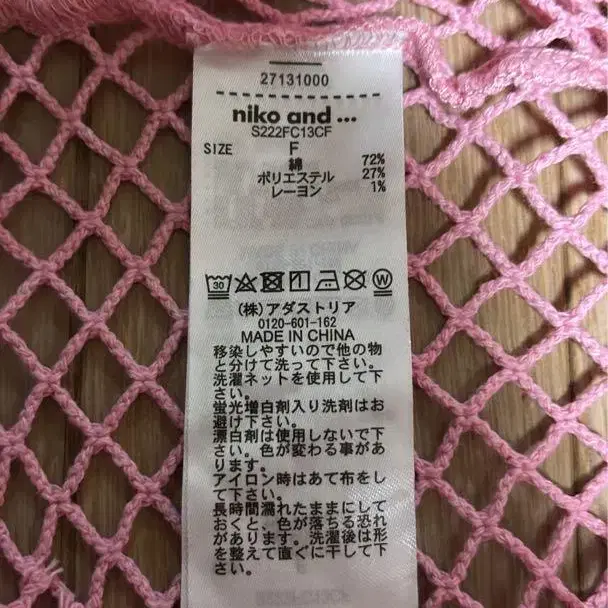 27131000
niko and ...
S222FC13CF
SIZE F
綿 72%
ポリエステル 27%
レーヨン 1%
30 W
(株)アダストリア
0120-601-162
MADE IN CHINA
移染しやすいので他の物
と分けて洗って下さい。
洗濯ネットを使用して下
さい。
蛍光増白剤入り洗剤はお
避け下さい。
漂白剤は使用しないで下
さい。色が変わる事があ
ります。
アイロン時はあて布をし
て下さい。
長時間濡れたままにして
おくと、色が落ちる恐れ
があります。洗濯後は形
を整えて直ぐに干して下
さい。